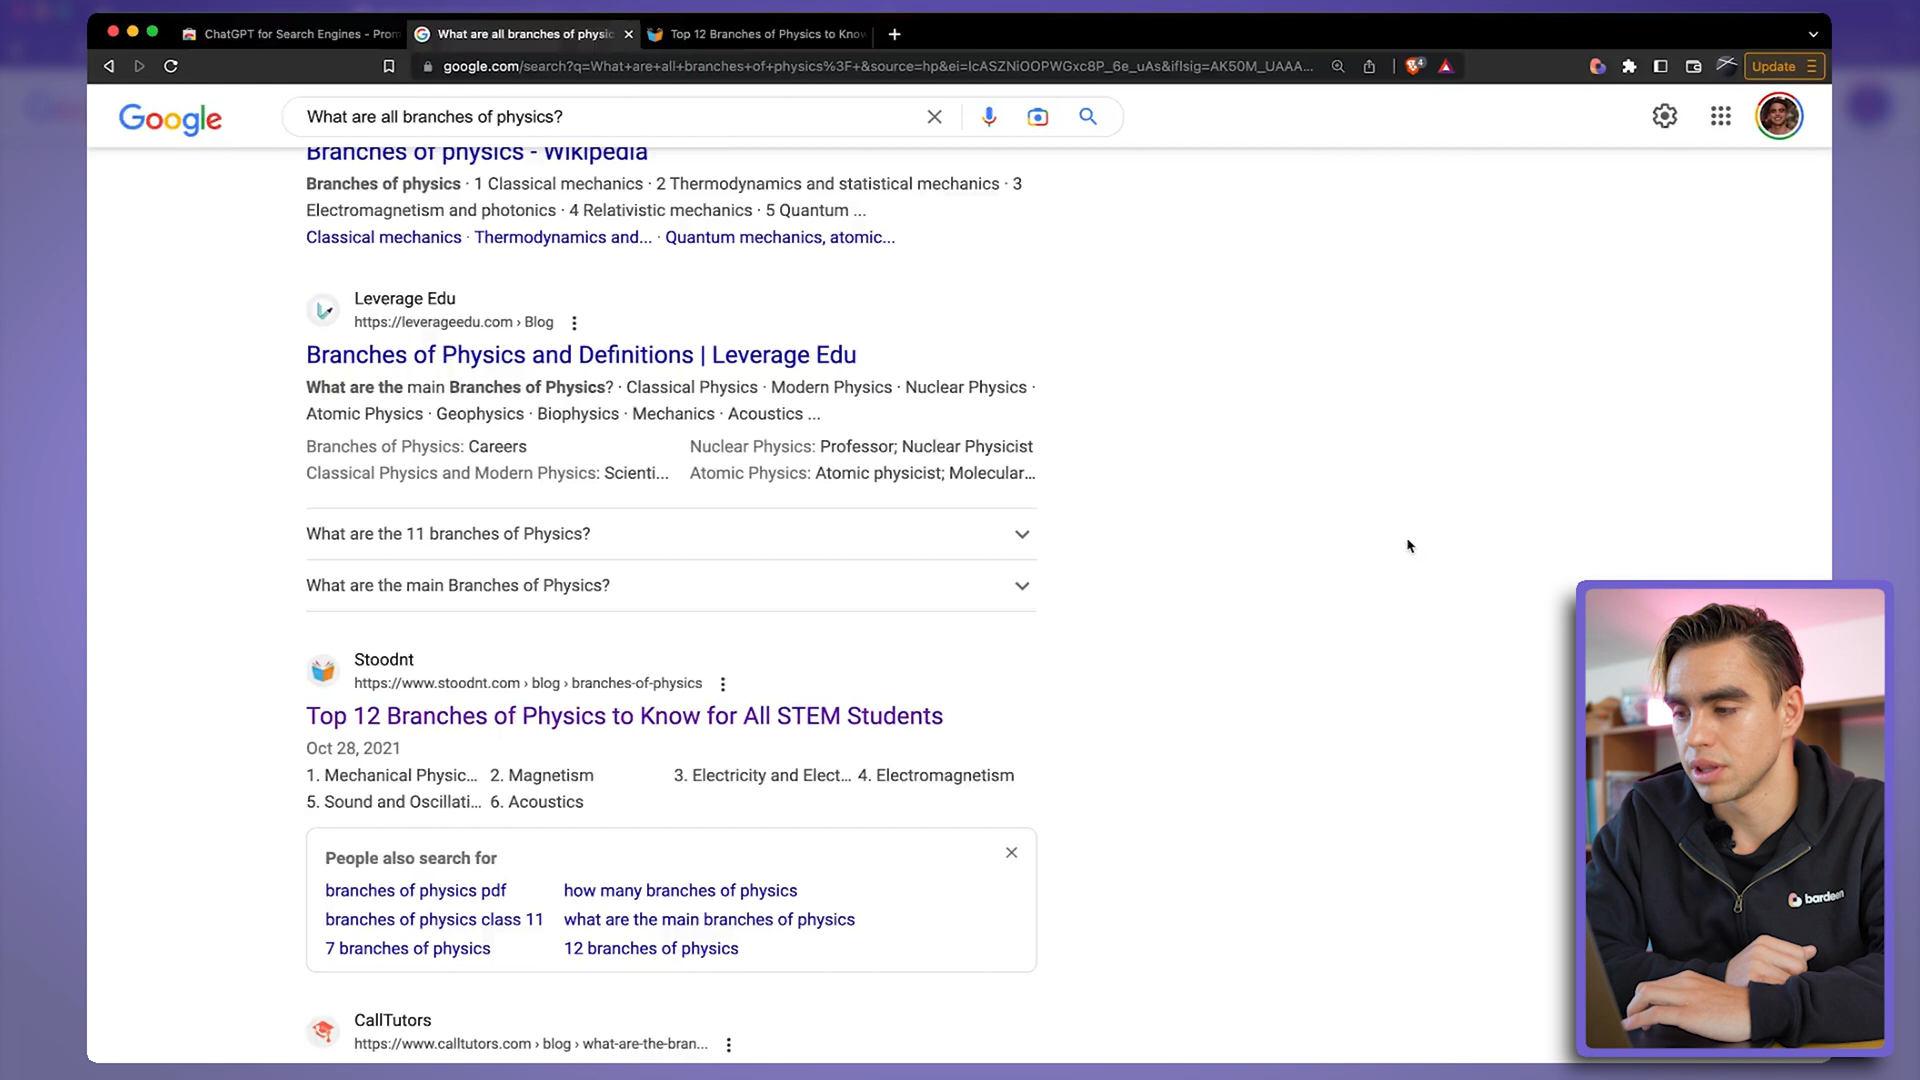 ChatGPT for Search Engines - Pron
What are all branches of physic
Top 12 Branches of Physics to Know
google.com/search?q=What+are+all+branches+of+physics%3F+&source=hp&ei=IcASZNiOOPWGxc8P_6e_uAs&iflsig=AK50M_UAAA...
4
Update
Google
What are all branches of physics?
Branches of physics - Wikipedia
Branches of physics · 1 Classical mechanics · 2 Thermodynamics and statistical mechanics · 3
Electromagnetism and photonics · 4 Relativistic mechanics · 5 Quantum ...
Classical mechanics · Thermodynamics and... · Quantum mechanics, atomic...
Leverage Edu
https://leverageedu.com › Blog
Branches of Physics and Definitions | Leverage Edu
What are the main Branches of Physics? · Classical Physics · Modern Physics · Nuclear Physics ·
Atomic Physics · Geophysics · Biophysics · Mechanics · Acoustics ...
Branches of Physics: Careers
Nuclear Physics: Professor; Nuclear Physicist
Classical Physics and Modern Physics: Scienti...
Atomic Physics: Atomic physicist; Molecular...
What are the 11 branches of Physics?
What are the main Branches of Physics?
Stoodnt
https://www.stoodnt.com › blog › branches-of-physics
Top 12 Branches of Physics to Know for All STEM Students
Oct 28, 2021
1. Mechanical Physic... 2. Magnetism 3. Electricity and Elect... 4. Electromagnetism
5. Sound and Oscillati... 6. Acoustics
People also search for
branches of physics pdf
how many branches of physics
branches of physics class 11
what are the main branches of physics
7 branches of physics
12 branches of physics
CallTutors
https://www.calltutors.com › blog › what-are-the-bran...
bardeen